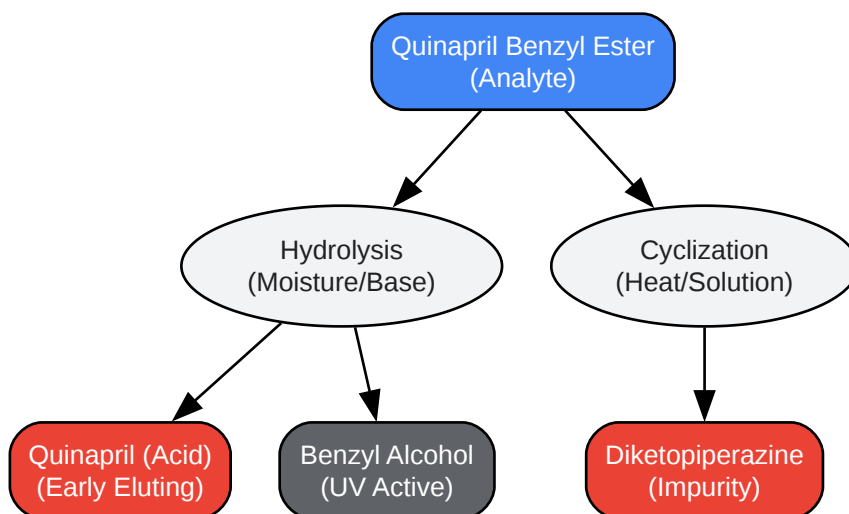 Quinapril Benzyl Ester
(Analyte)
Hydrolysis
(Moisture/Base)
Cyclization
(Heat/Solution)
Quinapril (Acid)
(Early Eluting)
Benzyl Alcohol
(UV Active)
Diketopiperazine
(Impurity)